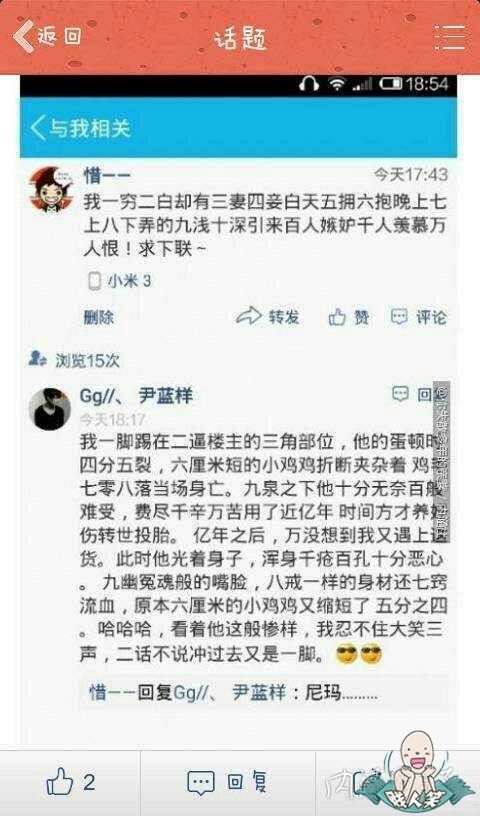 返回
话题
18:54
与我相关
惜一一
今天17:43
我一穷二白却有三妻四妾白天五拥六抱晚上七
上八下弄的九浅十深引来百人嫉妒千人羡慕万
人恨！求下联～
小米 3
删除
转发
赞
评论
浏览15次
Gg//、 尹蓝样
回
今天18:17
我一脚踢在二逼楼主的三角部位，他的蛋顿时
四分五裂，六厘米短的小鸡鸡折断夹杂着 鸡
七零八落当场身亡。九泉之下他十分无奈百般
难受，费尽千辛万苦用了近亿年 时间方才养
伤转世投胎。 亿年之后，万没想到我又遇上
货。此时他光着身子，浑身千疮百孔十分恶心
。九幽冤魂般的嘴脸，八戒一样的身材还七窍
流血，原本六厘米的小鸡鸡又缩短了 五分之四
。哈哈哈，看着他这般惨样，我忍不住大笑三
声，二话不说冲过去又是一脚。
惜一一回复Gg//、 尹蓝样：尼玛.........
2
回复
内